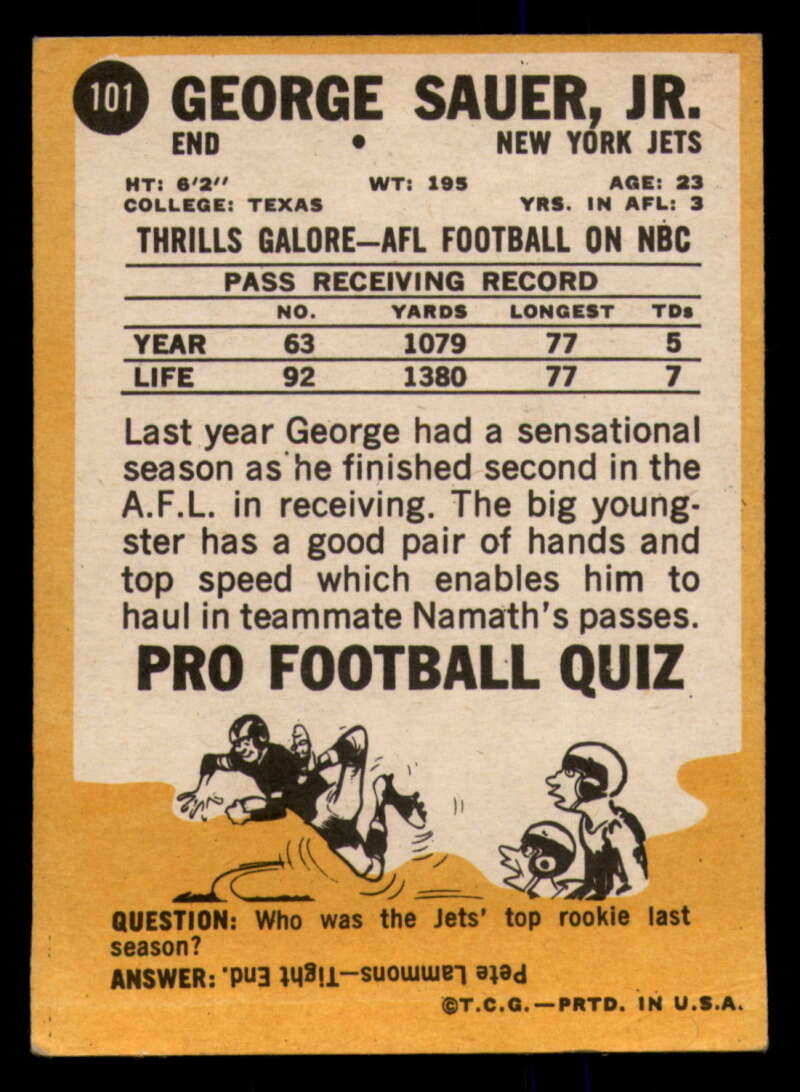 101
GEORGE SAUER, JR.
END • NEW YORK JETS
HT: 6'2" WT: 195 AGE: 23
COLLEGE: TEXAS YRS. IN AFL: 3
THRILLS GALORE—AFL FOOTBALL ON NBC
PASS RECEIVING RECORD
NO. YARDS LONGEST TDs
YEAR 63 1079 77 5
LIFE 92 1380 77 7
Last year George had a sensational
season as he finished second in the
A.F.L. in receiving. The big young-
ster has a good pair of hands and
top speed which enables him to
haul in teammate Namath's passes.
PRO FOOTBALL QUIZ
QUESTION: Who was the Jets' top rookie last
season?
ANSWER: Pete Lammons—Tight End.
©T.C.G.—PRTD. IN U.S.A.